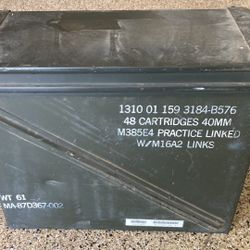 1310 01 159 3184-B576
48 CARTRIDGES 40MM
M385E4 PRACTICE LINKED
W/M16A2 LINKS
WT 61
MA-87D367-002